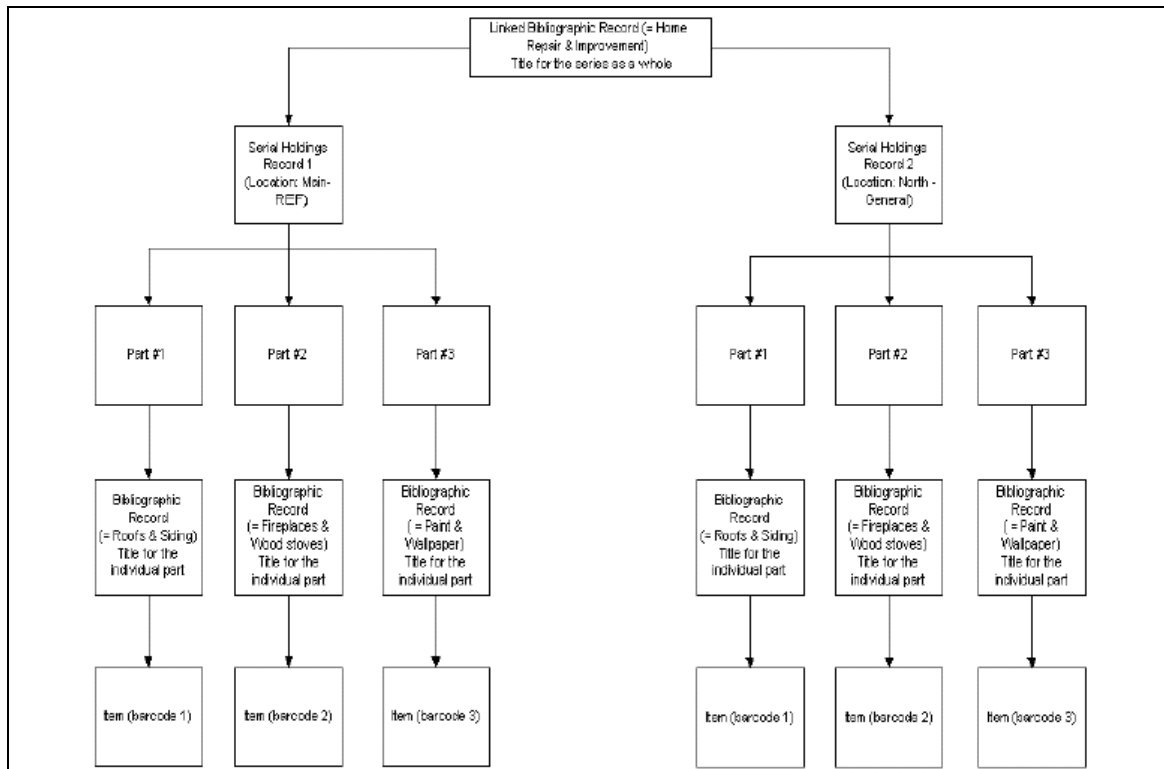 Linked Bibliographic Record (= Home
Repair & Improvement)
Title for the series as a whole
Serial Holdings
Record 1
(Location: Main-
REF)
Serial Holdings
Record 2
(Location: North -
General)
Part #1
Part #2
Part #3
Part #1
Part #2
Part #3
Bibliographic
Record
(= Roofs & Siding)
Title for the
individual part
Bibliographic
Record
(= Fireplaces &
Wood stoves)
Title for the
individual part
Bibliographic
Record
( = Paint &
Wallpaper)
Title for the
individual part
Bibliographic
Record
(= Roofs & Siding)
Title for the
individual part
Bibliographic
Record
(= Fireplaces &
Wood stoves)
Title for the
individual part
Bibliographic
Record
( = Paint &
Wallpaper)
Title for the
individual part
Item (barcode 1)
Item (barcode 2)
Item (barcode 3)
Item (barcode 1)
Item (barcode 2)
Item (barcode 3)